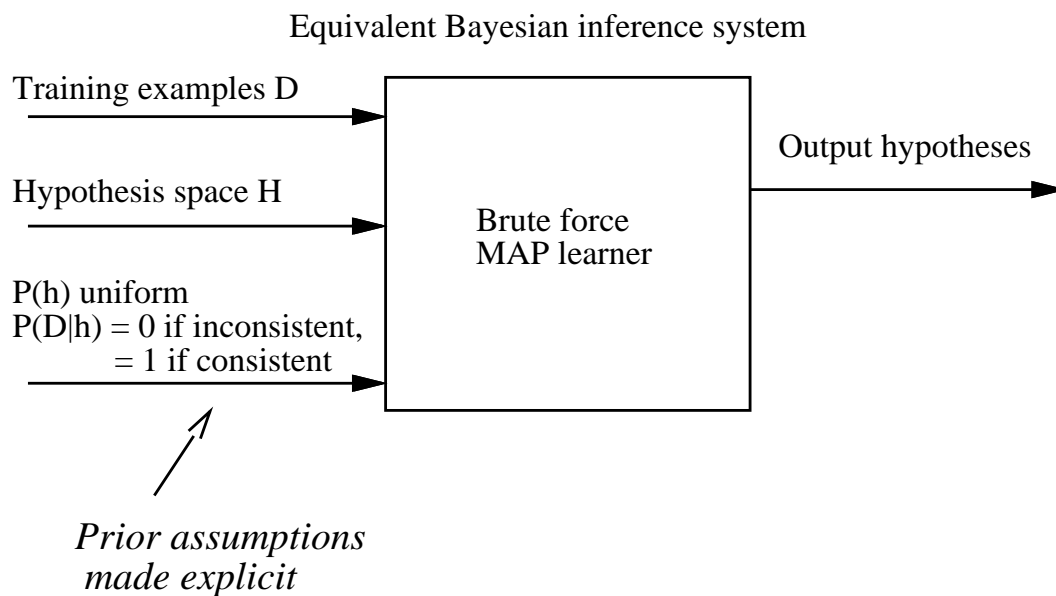 Equivalent Bayesian inference system
Training examples D
Hypothesis space H
P(h) uniform
P(D|h) = 0 if inconsistent,
= 1 if consistent
Brute force
MAP learner
Output hypotheses
Prior assumptions
made explicit